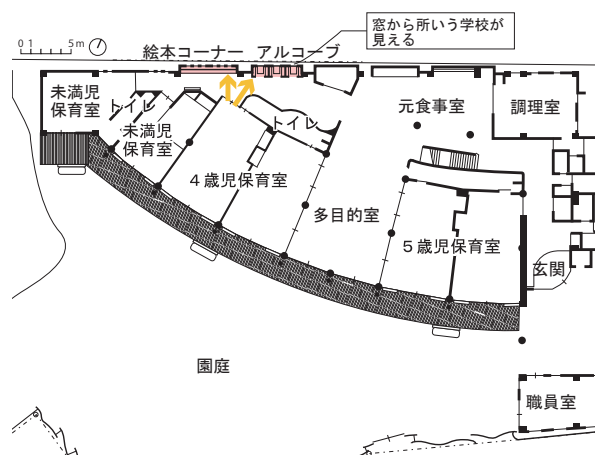 0 1 5m
絵本コーナー アルコーブ
窓から所いう学校が
見える
未満児
保育室
トイレ
未満児
保育室
トイレ
元食事室
調理室
4歳児保育室
多目的室
5歳児保育室
玄関
園庭
職員室